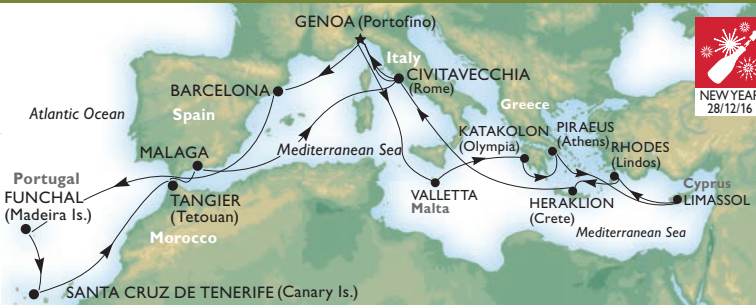 GENOA (Portofino)
Italy
CIVITAVECCHIA
(Rome)
BARCELONA
Atlantic Ocean
Spain
Greece
NEW YEAR
28/12/16
KATAKOLON
(Olympia)
PIRAEUS
(Athens)
RHODES
(Lindos)
MALAGA
Mediterranean Sea
Portugal
FUNCHAL
(Madeira Is.)
TANGIER
(Tetouan)
VALLETTA
Malta
HERAKLION
(Crete)
Cyprus
LIMASSOL
Morocco
Mediterranean Sea
SANTA CRUZ DE TENERIFE (Canary Is.)